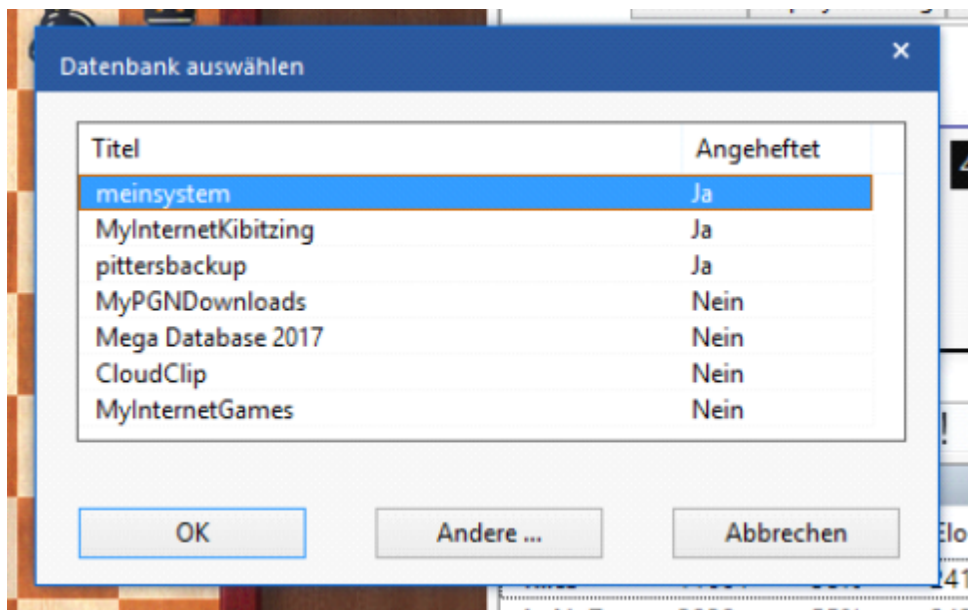 Datenbank auswählen
Titel Angeheftet
meinsystem Ja
MyInternetKibitzing Ja
pittersbackup Ja
MyPGNDownloads Nein
Mega Database 2017 Nein
CloudClip Nein
MyInternetGames Nein
OK Andere ... Abbrechen